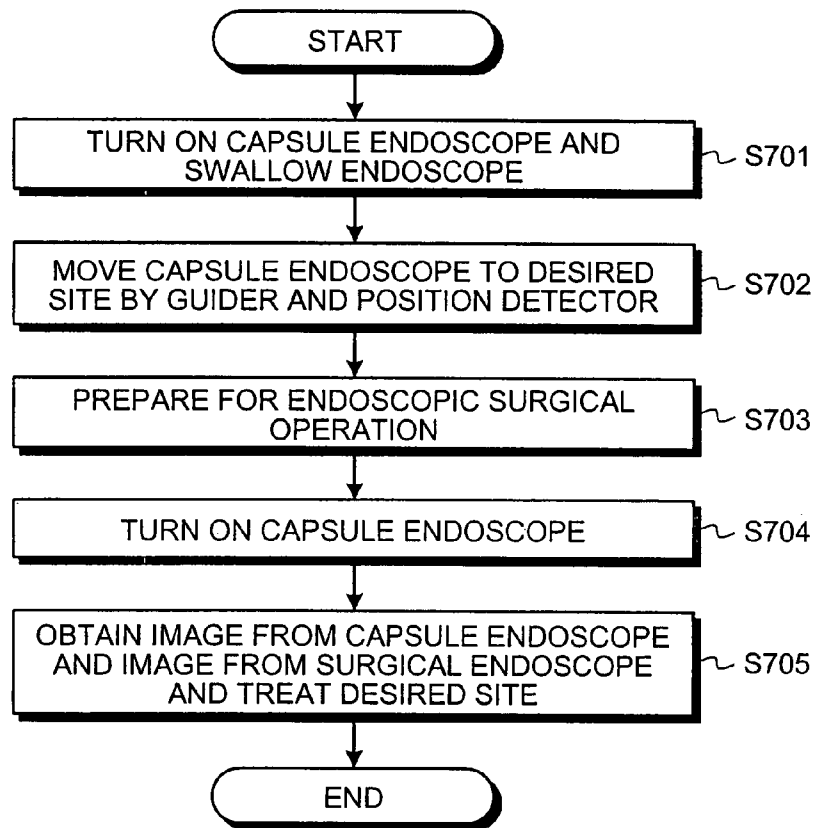 START
TURN ON CAPSULE ENDOSCOPE AND
SWALLOW ENDOSCOPE
S701
MOVE CAPSULE ENDOSCOPE TO DESIRED
SITE BY GUIDER AND POSITION DETECTOR
S702
PREPARE FOR ENDOSCOPIC SURGICAL
OPERATION
S703
TURN ON CAPSULE ENDOSCOPE
S704
OBTAIN IMAGE FROM CAPSULE ENDOSCOPE
AND IMAGE FROM SURGICAL ENDOSCOPE
AND TREAT DESIRED SITE
S705
END